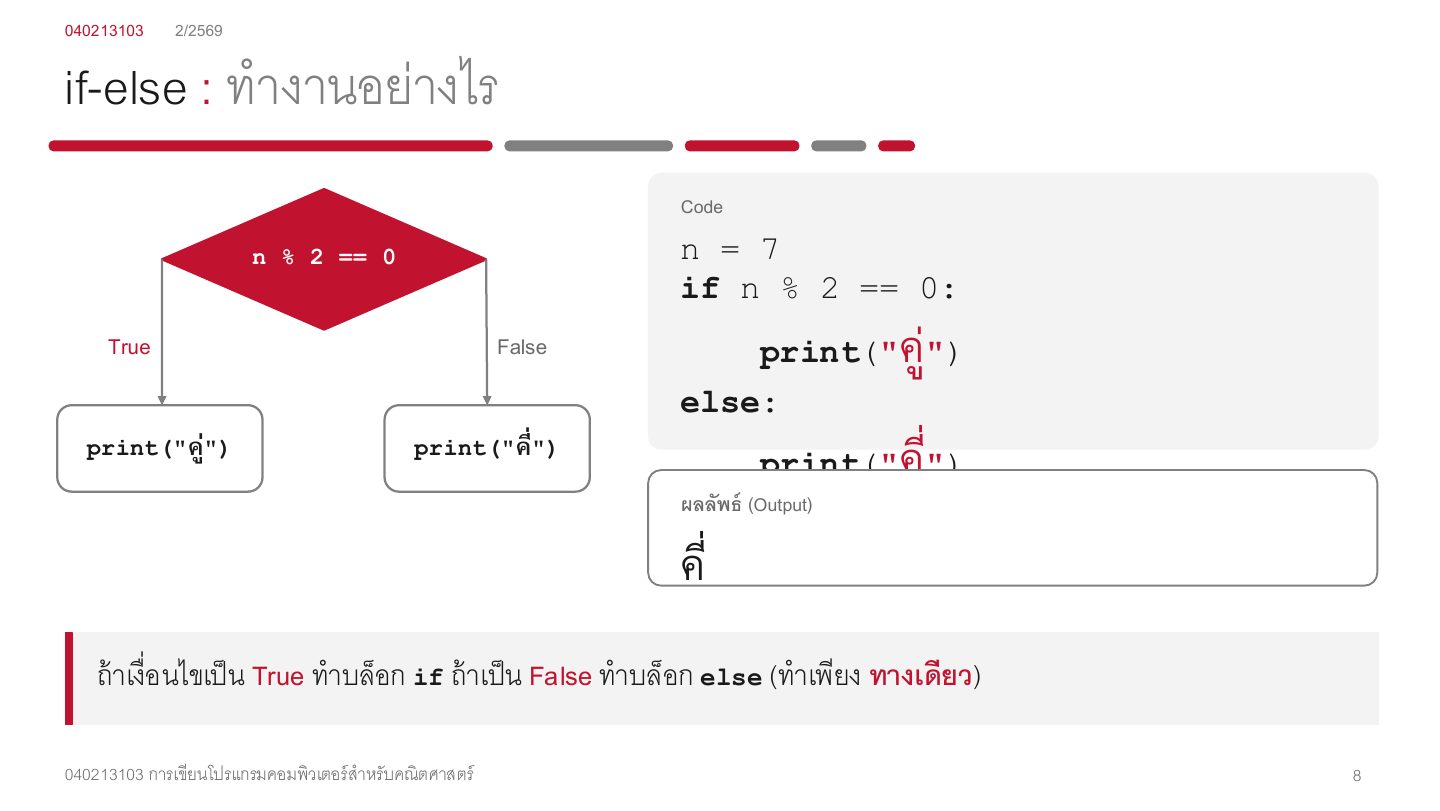 040213103 2/2569
if-else : ทำงานอย่างไร
n % 2 == 0
True
False
print("คู่")
print("คี่")
Code
n = 7
if n % 2 == 0:
    print("คู่")
else:
    print("คี่")
ผลลัพธ์ (Output)
คี่
ถ้าเงื่อนไขเป็น True ทำบล็อก if ถ้าเป็น False ทำบล็อก else (ทำเพียง ทางเดียว)
040213103 การเขียนโปรแกรมคอมพิวเตอร์สำหรับคณิตศาสตร์
8